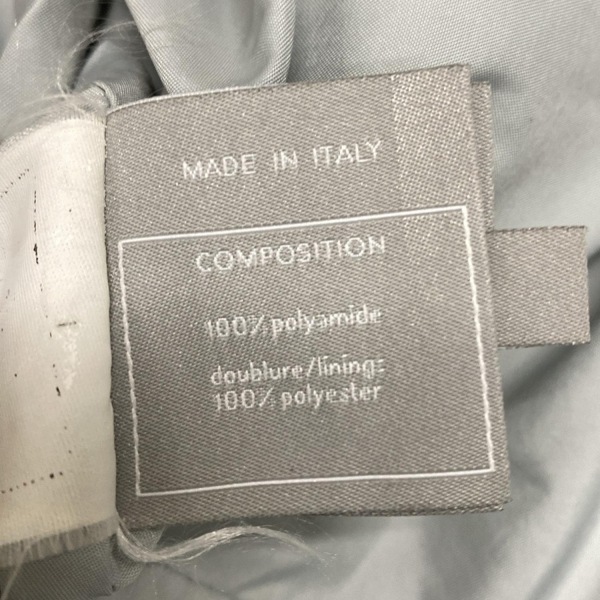 MADE IN ITALY
COMPOSITION
100% polyamide
doublure/lining:
100% polyester